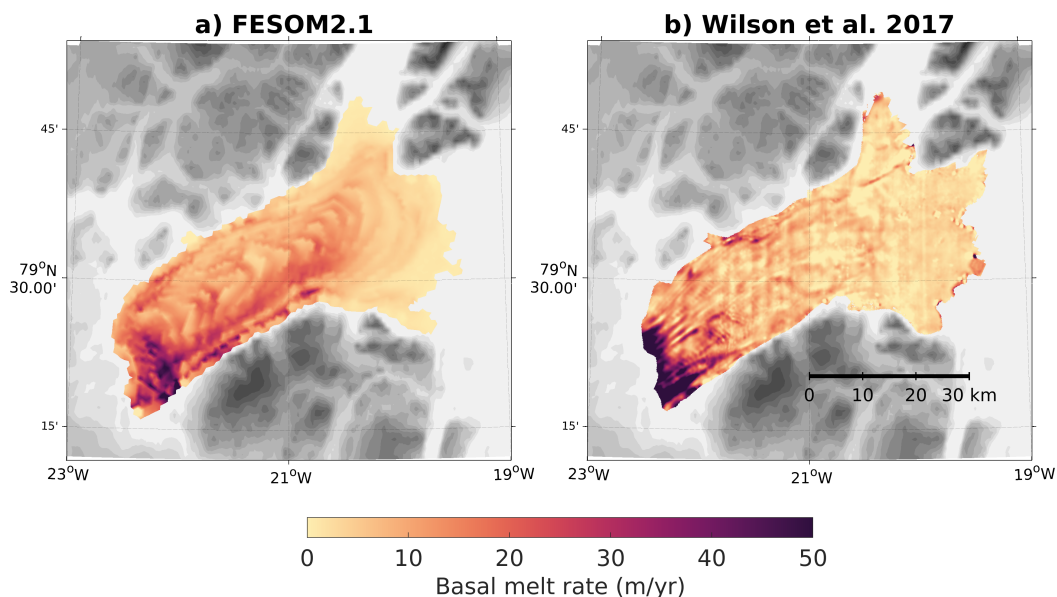 a) FESOM2.1
b) Wilson et al. 2017
45'
45'
79°N
30.00'
79°N
30.00'
0 10 20 30 km
15'
15'
23°W 21°W 19°W
23°W 21°W 19°W
0 10 20 30 40 50
Basal melt rate (m/yr)